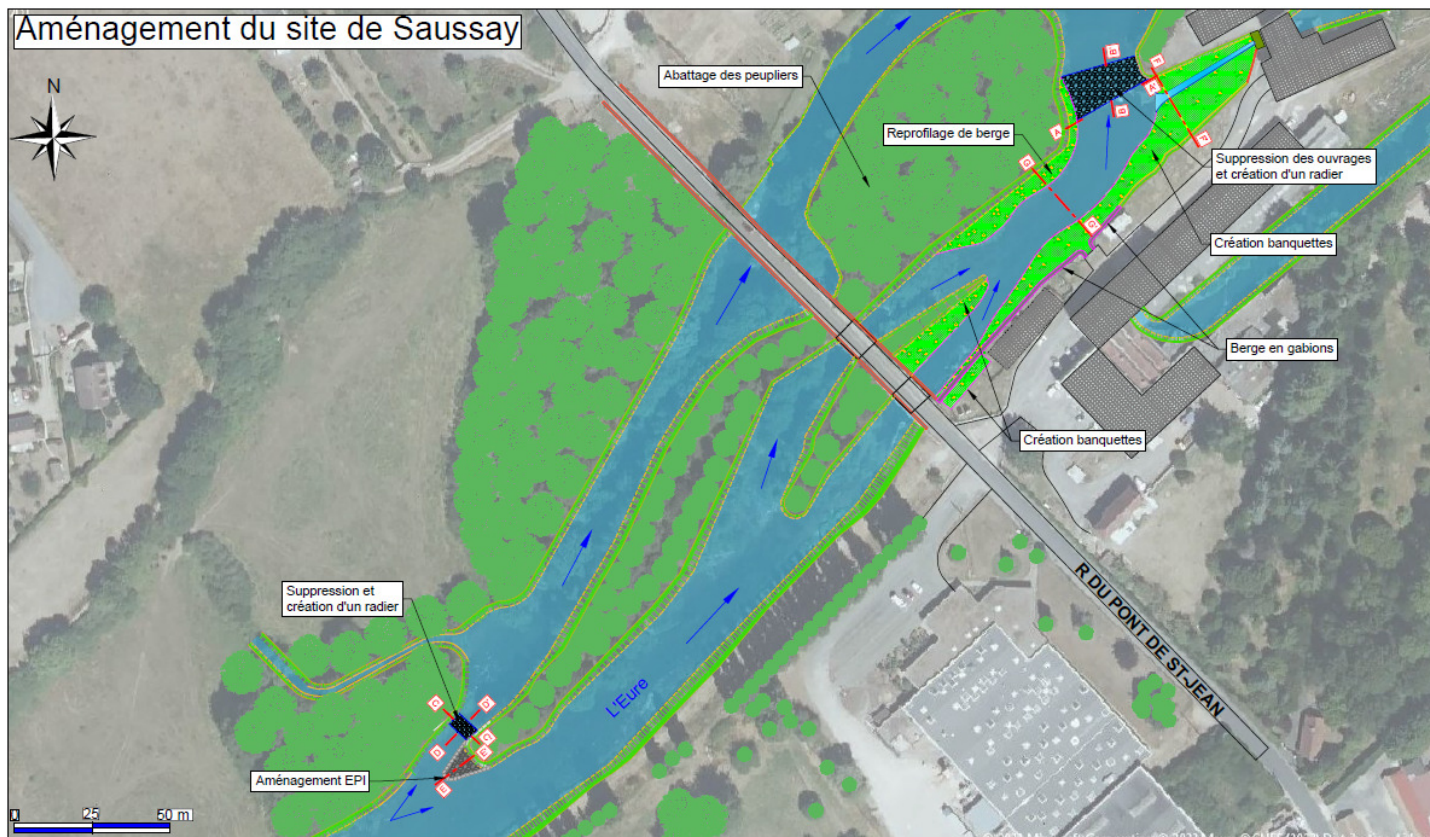 Aménagement du site de Saussay
N
Abattage des peupliers
Reprofilage de berge
B
B
A
A'
F
F'
G
G'
Suppression des ouvrages
et création d'un radier
Création banquettes
Berge en gabions
Création banquettes
R DU PONT DE ST-JEAN
Suppression et
création d'un radier
L'Eure
C
D'
D
C'
E'
E
Aménagement EPI
0 25 50 m